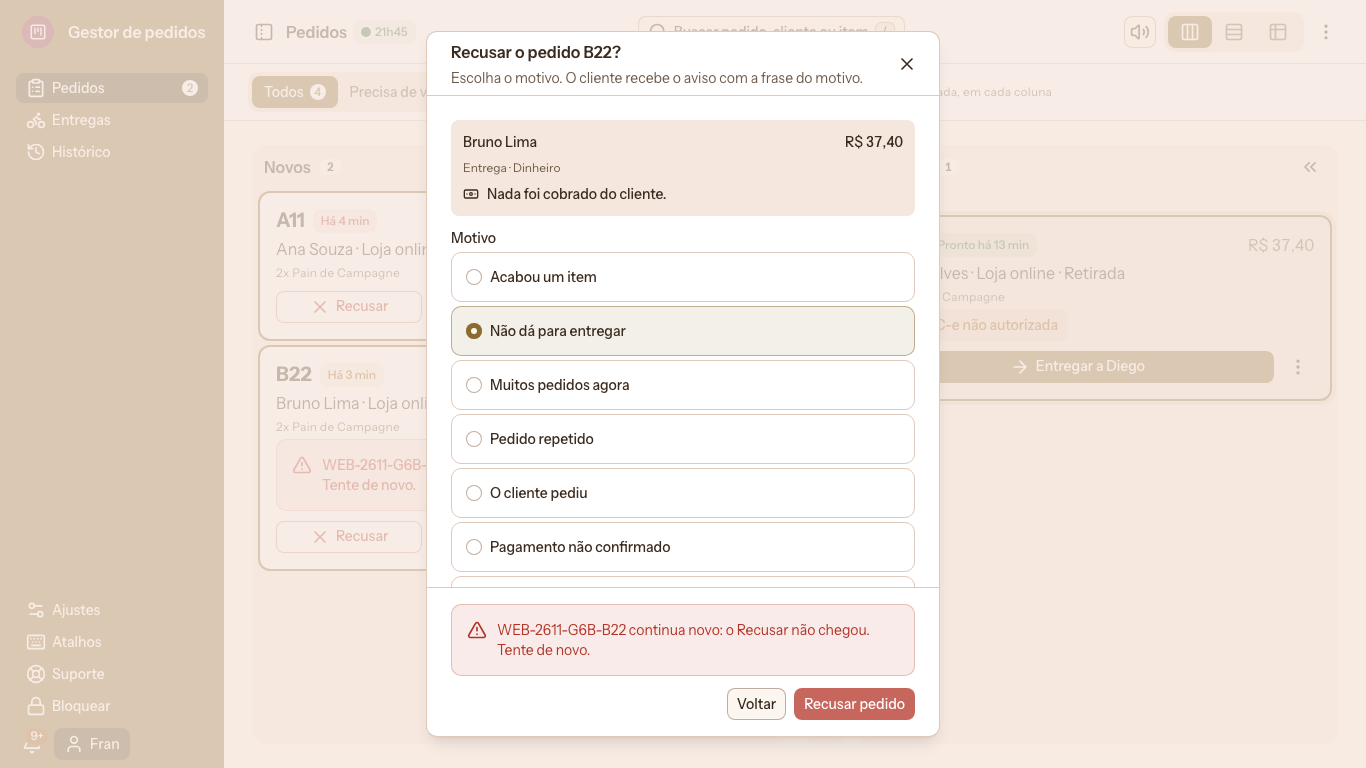 Gestor de pedidos
Pedidos 2
Entregas
Histórico
Ajustes
Atalhos
Suporte
Bloquear
9+
Fran
Pedidos 21h45
Buscar pedido, cliente ou item /
Todos 4
Precisa de v
ada, em cada coluna
Novos 2
A11 Há 4 min
Ana Souza · Loja onlin
2x Pain de Campagne
Recusar
B22 Há 3 min
Bruno Lima · Loja onli
2x Pain de Campagne
WEB-2611-G6B-
Tente de novo.
Recusar
1
Pronto há 13 min R$ 37,40
lves · Loja online · Retirada
Campagne
C-e não autorizada
Entregar a Diego
Recusar o pedido B22?
Escolha o motivo. O cliente recebe o aviso com a frase do motivo.
Bruno Lima R$ 37,40
Entrega · Dinheiro
Nada foi cobrado do cliente.
Motivo
Acabou um item
Não dá para entregar
Muitos pedidos agora
Pedido repetido
O cliente pediu
Pagamento não confirmado
WEB-2611-G6B-B22 continua novo: o Recusar não chegou.
Tente de novo.
Voltar
Recusar pedido